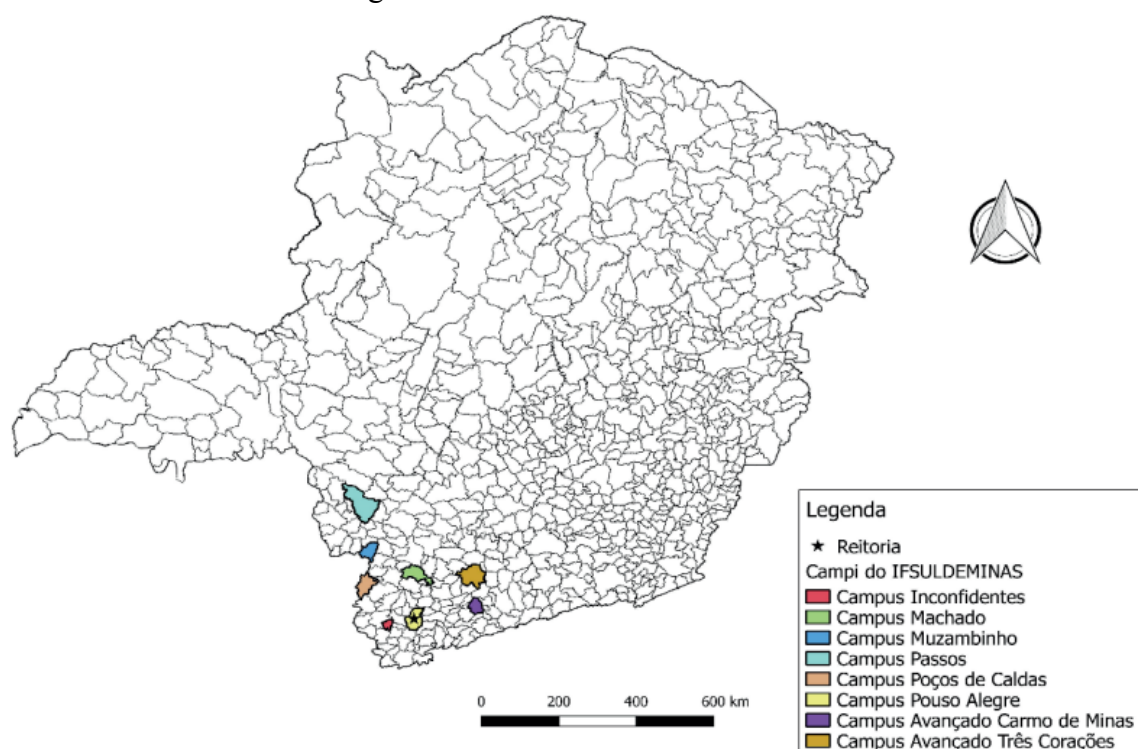 Legenda
★ Reitoria
Campi do IFSULDEMINAS
Campus Inconfidentes
Campus Machado
Campus Muzambinho
Campus Passos
Campus Poços de Caldas
Campus Pouso Alegre
Campus Avançado Carmo de Minas
Campus Avançado Três Corações
0 200 400 600 km